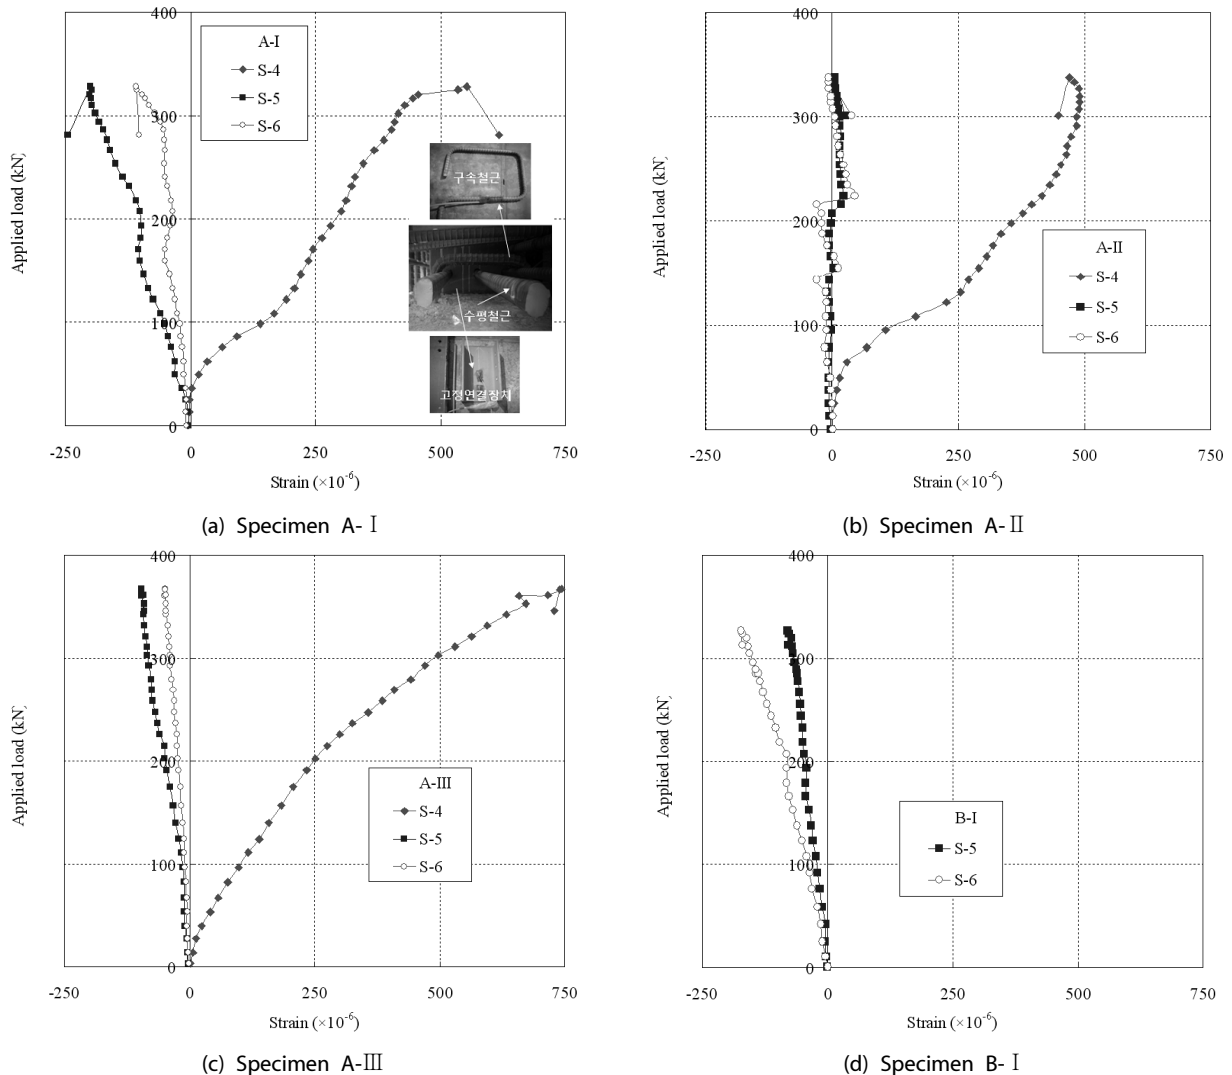 400
300
200
100
0
-250 0 250 500 750
Applied load (kN)
Strain (×10⁻⁶)
A-I
S-4
S-5
S-6
구속철근
수평철근
고정연결장치
(a) Specimen A-Ⅰ
400
300
200
100
0
-250 0 250 500 750
Applied load (kN)
Strain (×10⁻⁶)
A-II
S-4
S-5
S-6
(b) Specimen A-Ⅱ
400
300
200
100
0
-250 0 250 500 750
Applied load (kN)
Strain (×10⁻⁶)
A-III
S-4
S-5
S-6
(c) Specimen A-Ⅲ
400
300
200
100
0
-250 0 250 500 750
Applied load (kN)
Strain (×10⁻⁶)
B-I
S-5
S-6
(d) Specimen B-Ⅰ